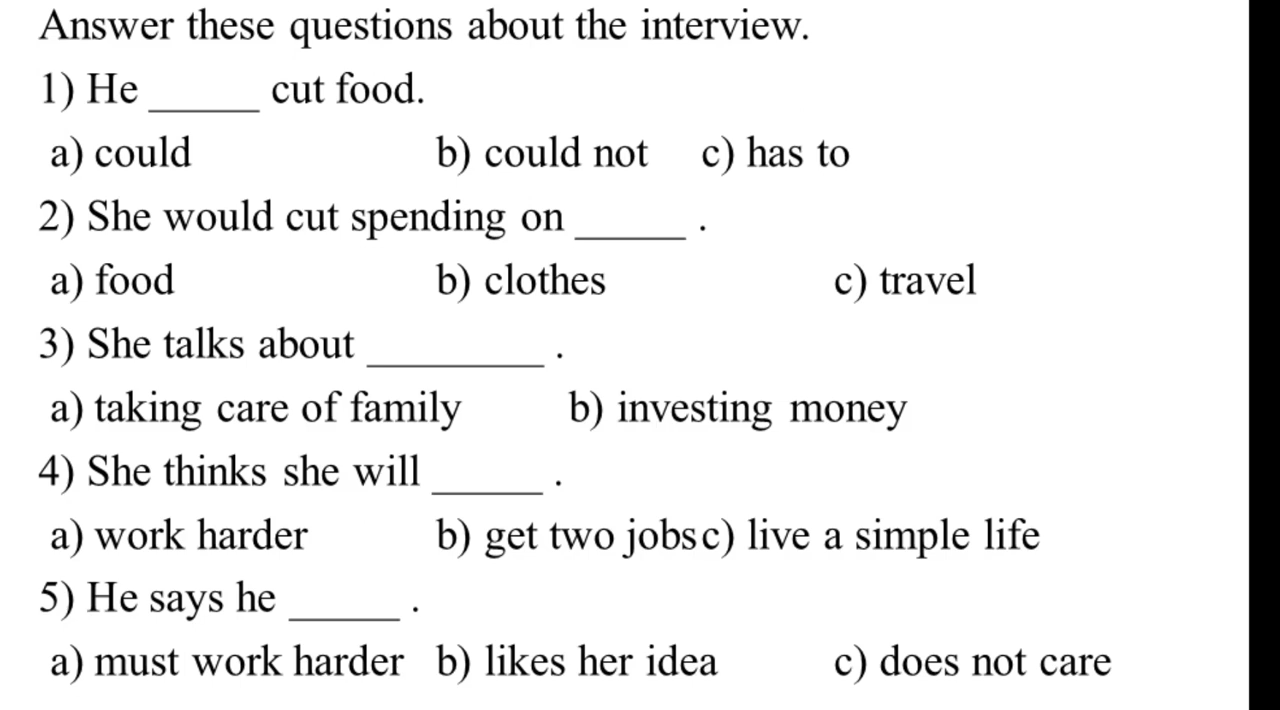 Answer these questions about the interview.
1) He _____ cut food.
a) could b) could not c) has to
2) She would cut spending on _____ .
a) food b) clothes c) travel
3) She talks about ________ .
a) taking care of family b) investing money
4) She thinks she will _____ .
a) work harder b) get two jobs c) live a simple life
5) He says he _____ .
a) must work harder b) likes her idea c) does not care